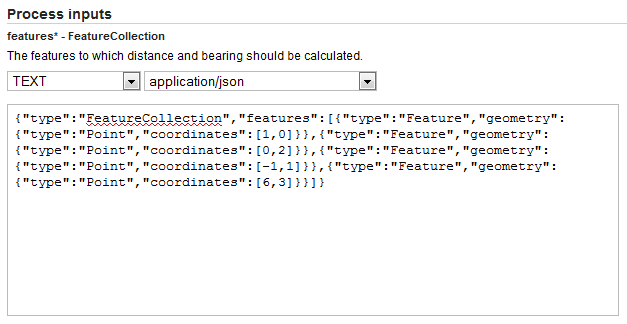 Process inputs
features* - FeatureCollection
The features to which distance and bearing should be calculated.
TEXT application/json
{"type":"FeatureCollection","features":[{"type":"Feature","geometry":
{"type":"Point","coordinates":[1,0]}},{"type":"Feature","geometry":
{"type":"Point","coordinates":[0,2]}},{"type":"Feature","geometry":
{"type":"Point","coordinates":[-1,1]}},{"type":"Feature","geometry":
{"type":"Point","coordinates":[6,3]}}]}